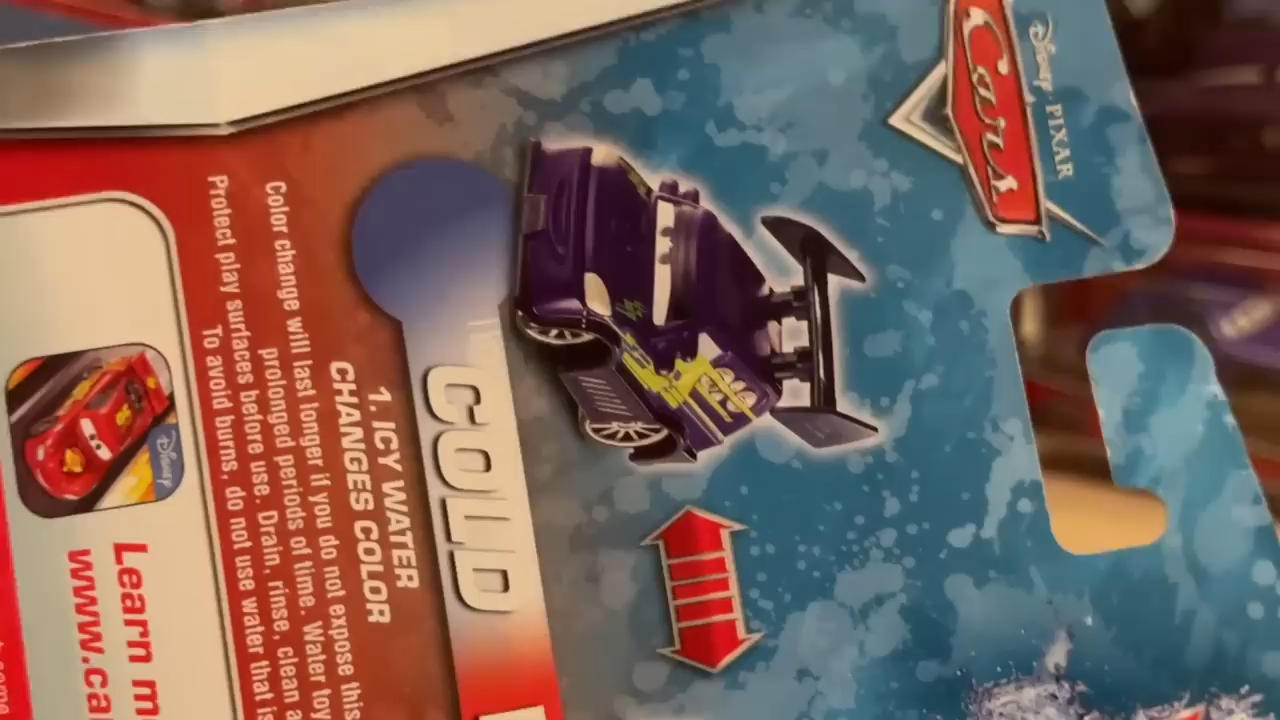 Disney · PIXAR
Cars
COLD
1. ICY WATER
CHANGES COLOR
Color change will last longer if you do not expose this
prolonged periods of time. Water toy
Protect play surfaces before use. Drain, rinse, clean a
To avoid burns, do not use water that is
Disney
Learn m
www.ca